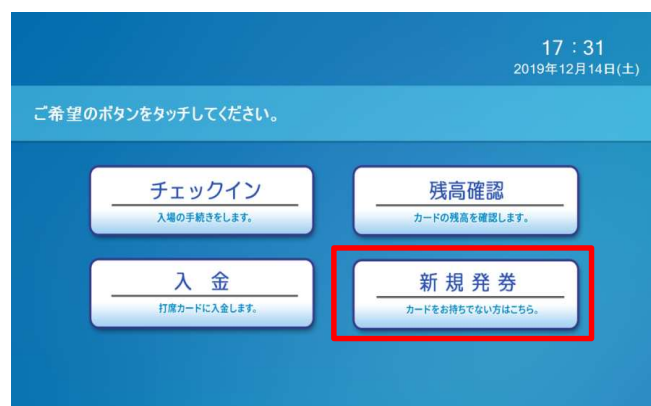 17：31
2019年12月14日(土)
ご希望のボタンをタッチしてください。
チェックイン
入場の手続きをします。
残高確認
カードの残高を確認します。
入 金
打席カードに入金します。
新 規 発 券
カードをお持ちでない方はこちら。